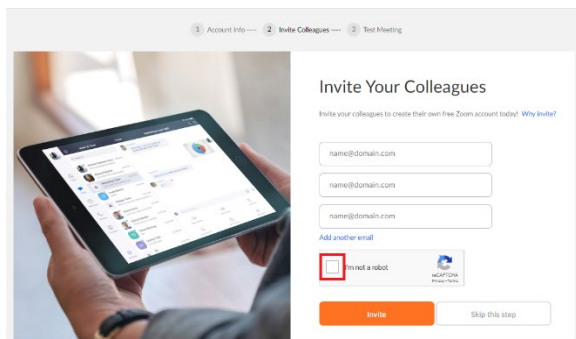 1 Account Info ---- 2 Invite Colleagues ---- 3 Test Meeting
Invite Your Colleagues
Invite your colleagues to create their own free Zoom account today! Why invite?
name@domain.com
name@domain.com
name@domain.com
Add another email
I'm not a robot
reCAPTCHA
Privacy - Terms
Invite
Skip this step